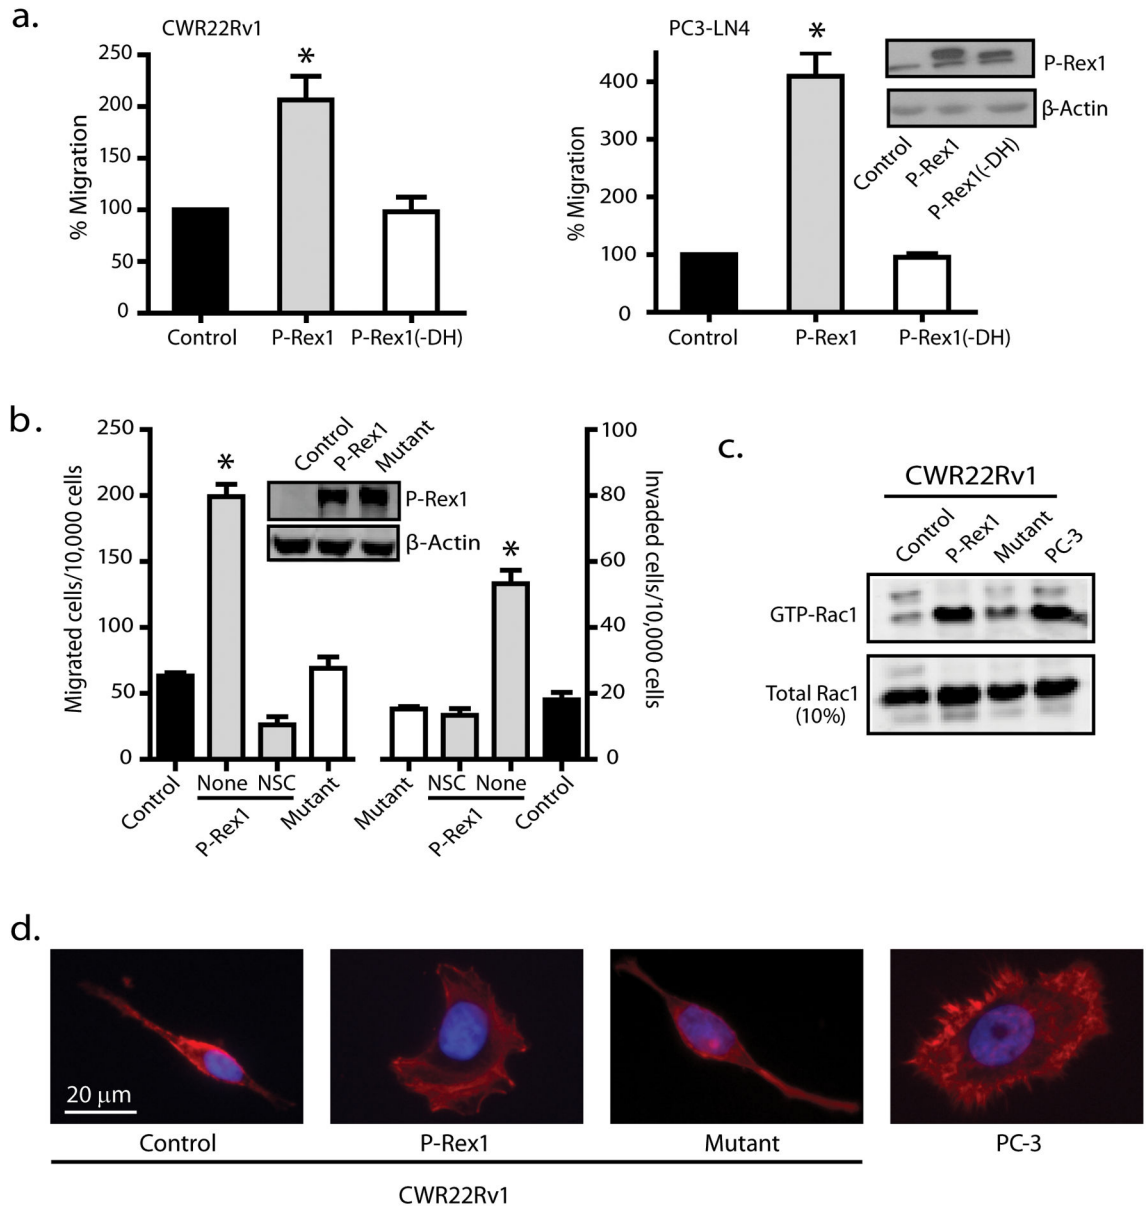 a.
CWR22Rv1
% Migration
250
200
150
100
50
0
*
Control P-Rex1 P-Rex1(-DH)
PC3-LN4
% Migration
400
300
200
100
0
*
Control P-Rex1 P-Rex1(-DH)
P-Rex1
β-Actin
Control
P-Rex1
P-Rex1(-DH)
b.
Migrated cells/10,000 cells
250
200
150
100
50
0
*
Control
P-Rex1
Mutant
P-Rex1
β-Actin
*
100
80
60
40
20
0
Invaded cells/10,000 cells
Control
None NSC
P-Rex1
Mutant
Mutant
NSC None
P-Rex1
Control
c.
CWR22Rv1
Control
P-Rex1
Mutant
PC-3
GTP-Rac1
Total Rac1
(10%)
d.
20 μm
Control P-Rex1 Mutant PC-3
CWR22Rv1